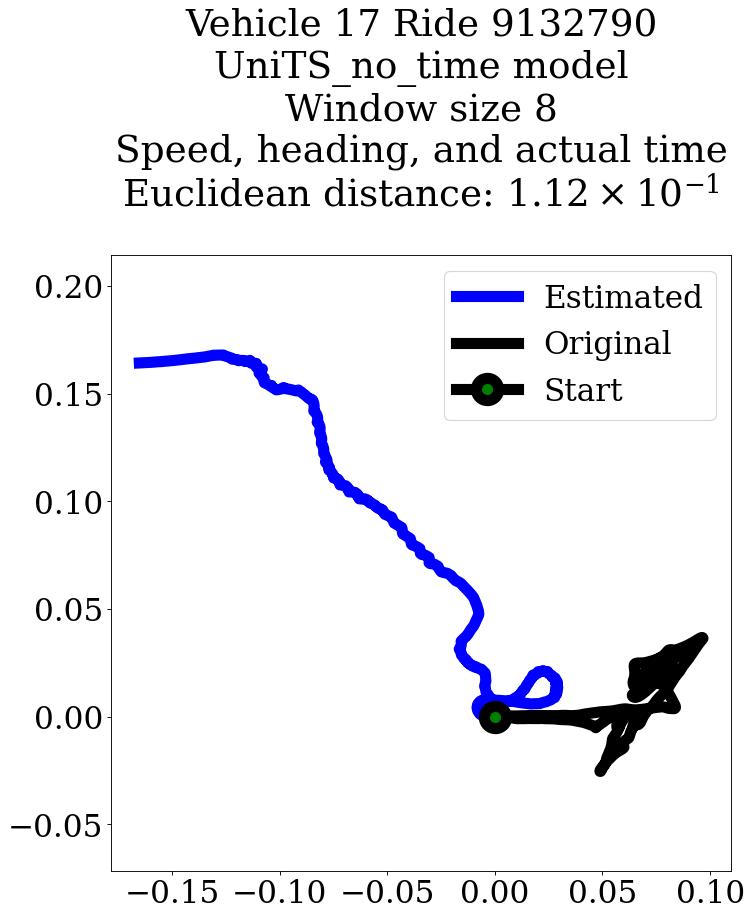 Vehicle 17 Ride 9132790
UniTS_no_time model
Window size 8
Speed, heading, and actual time
Euclidean distance: 1.12 × 10⁻¹
Estimated
Original
Start
0.20
0.15
0.10
0.05
0.00
−0.05
−0.15 −0.10 −0.05 0.00 0.05 0.10